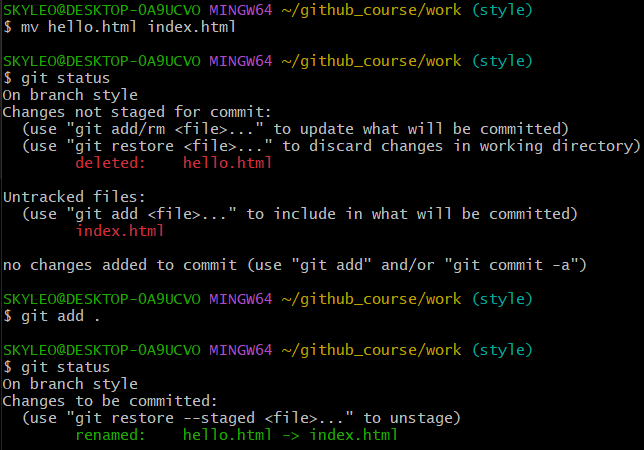 SKYLEO@DESKTOP-OA9UCVO MINGW64 ~/github_course/work (style)
$ mv hello.html index.html

SKYLEO@DESKTOP-OA9UCVO MINGW64 ~/github_course/work (style)
$ git status
On branch style
Changes not staged for commit:
  (use "git add/rm <file>..." to update what will be committed)
  (use "git restore <file>..." to discard changes in working directory)
        deleted:    hello.html

Untracked files:
  (use "git add <file>..." to include in what will be committed)
        index.html

no changes added to commit (use "git add" and/or "git commit -a")

SKYLEO@DESKTOP-OA9UCVO MINGW64 ~/github_course/work (style)
$ git add .

SKYLEO@DESKTOP-OA9UCVO MINGW64 ~/github_course/work (style)
$ git status
On branch style
Changes to be committed:
  (use "git restore --staged <file>..." to unstage)
        renamed:    hello.html -> index.html